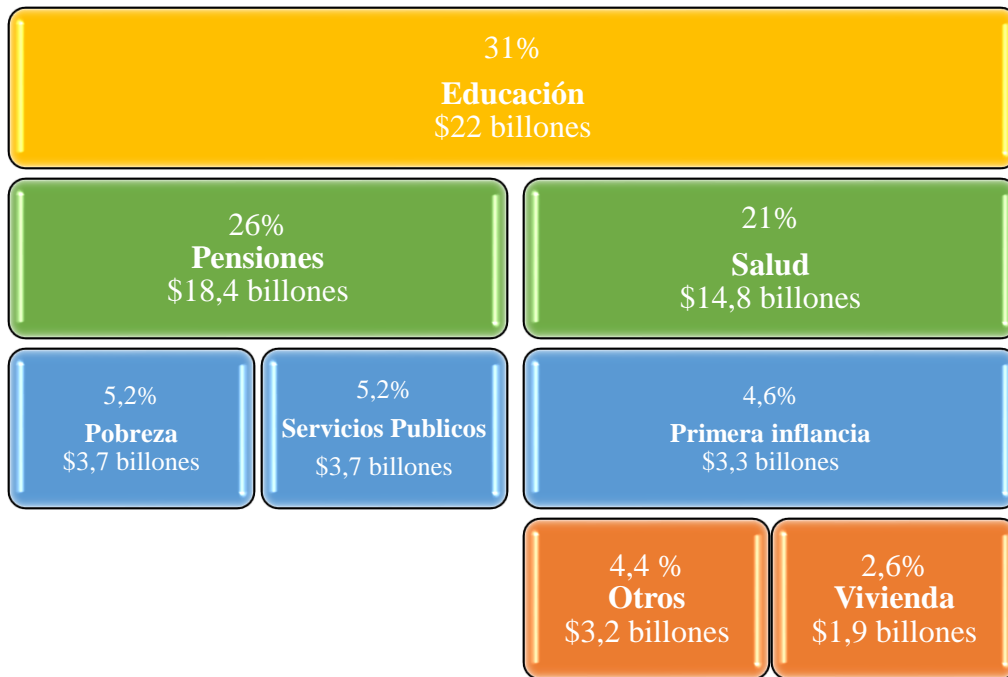 31%
Educación
$22 billones
26%
Pensiones
$18,4 billones
21%
Salud
$14,8 billones
5,2%
Pobreza
$3,7 billones
5,2%
Servicios Publicos
$3,7 billones
4,6%
Primera inflancia
$3,3 billones
4,4 %
Otros
$3,2 billones
2,6%
Vivienda
$1,9 billones